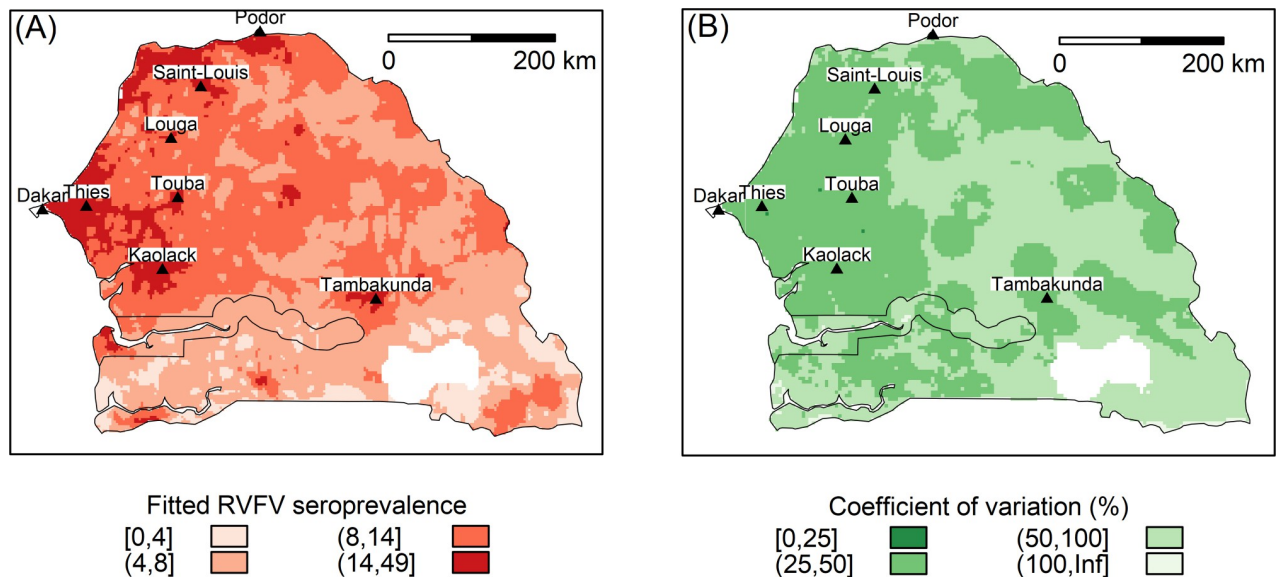 (A)
Podor
0 200 km
Saint-Louis
Louga
Touba
Dakar Thies
Kaolack
Tambakunda
Fitted RVFV seroprevalence
[0,4] (8,14]
(4,8] (14,49]
(B)
Podor
0 200 km
Saint-Louis
Louga
Touba
Dakar Thies
Kaolack
Tambakunda
Coefficient of variation (%)
[0,25] (50,100]
(25,50] (100,Inf]